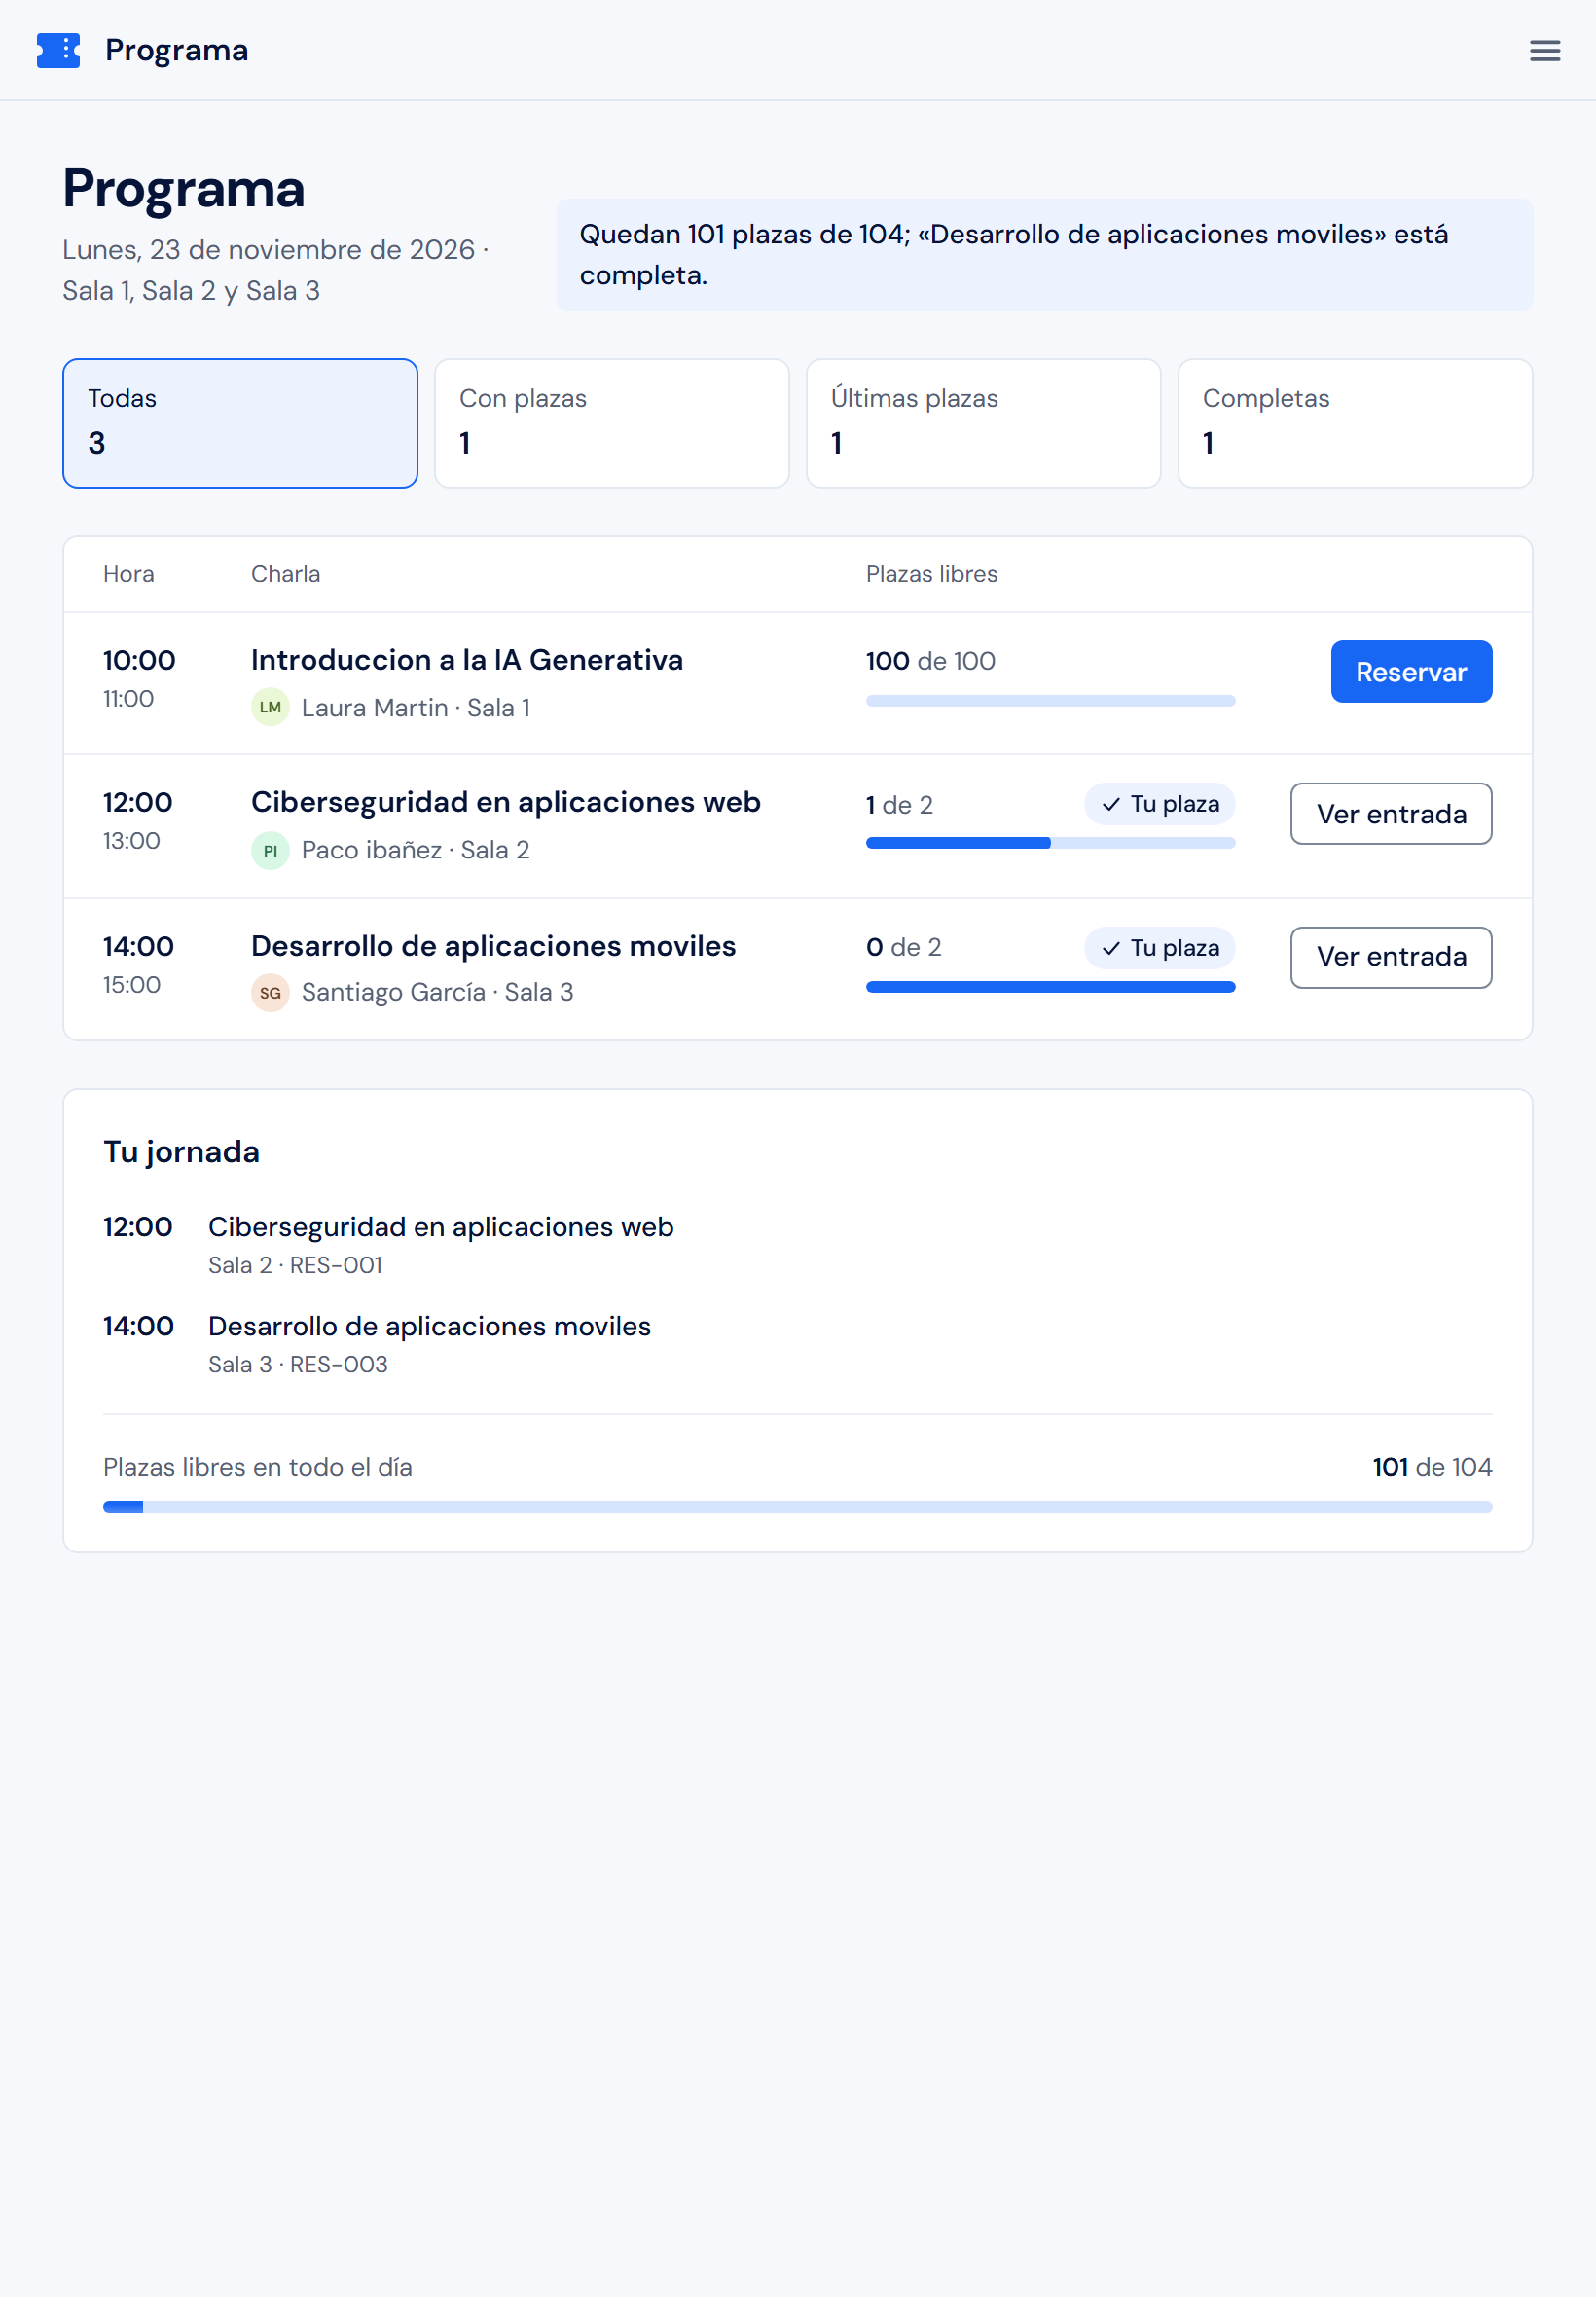 Programa
Programa
Lunes, 23 de noviembre de 2026 ·
Sala 1, Sala 2 y Sala 3
Quedan 101 plazas de 104; «Desarrollo de aplicaciones moviles» está
completa.
Todas
3
Con plazas
1
Últimas plazas
1
Completas
1
Hora Charla Plazas libres
10:00 Introduccion a la IA Generativa 100 de 100 Reservar
11:00 LM Laura Martin · Sala 1
12:00 Ciberseguridad en aplicaciones web 1 de 2 Tu plaza Ver entrada
13:00 PI Paco ibañez · Sala 2
14:00 Desarrollo de aplicaciones moviles 0 de 2 Tu plaza Ver entrada
15:00 SG Santiago García · Sala 3
Tu jornada
12:00 Ciberseguridad en aplicaciones web
Sala 2 · RES-001
14:00 Desarrollo de aplicaciones moviles
Sala 3 · RES-003
Plazas libres en todo el día 101 de 104